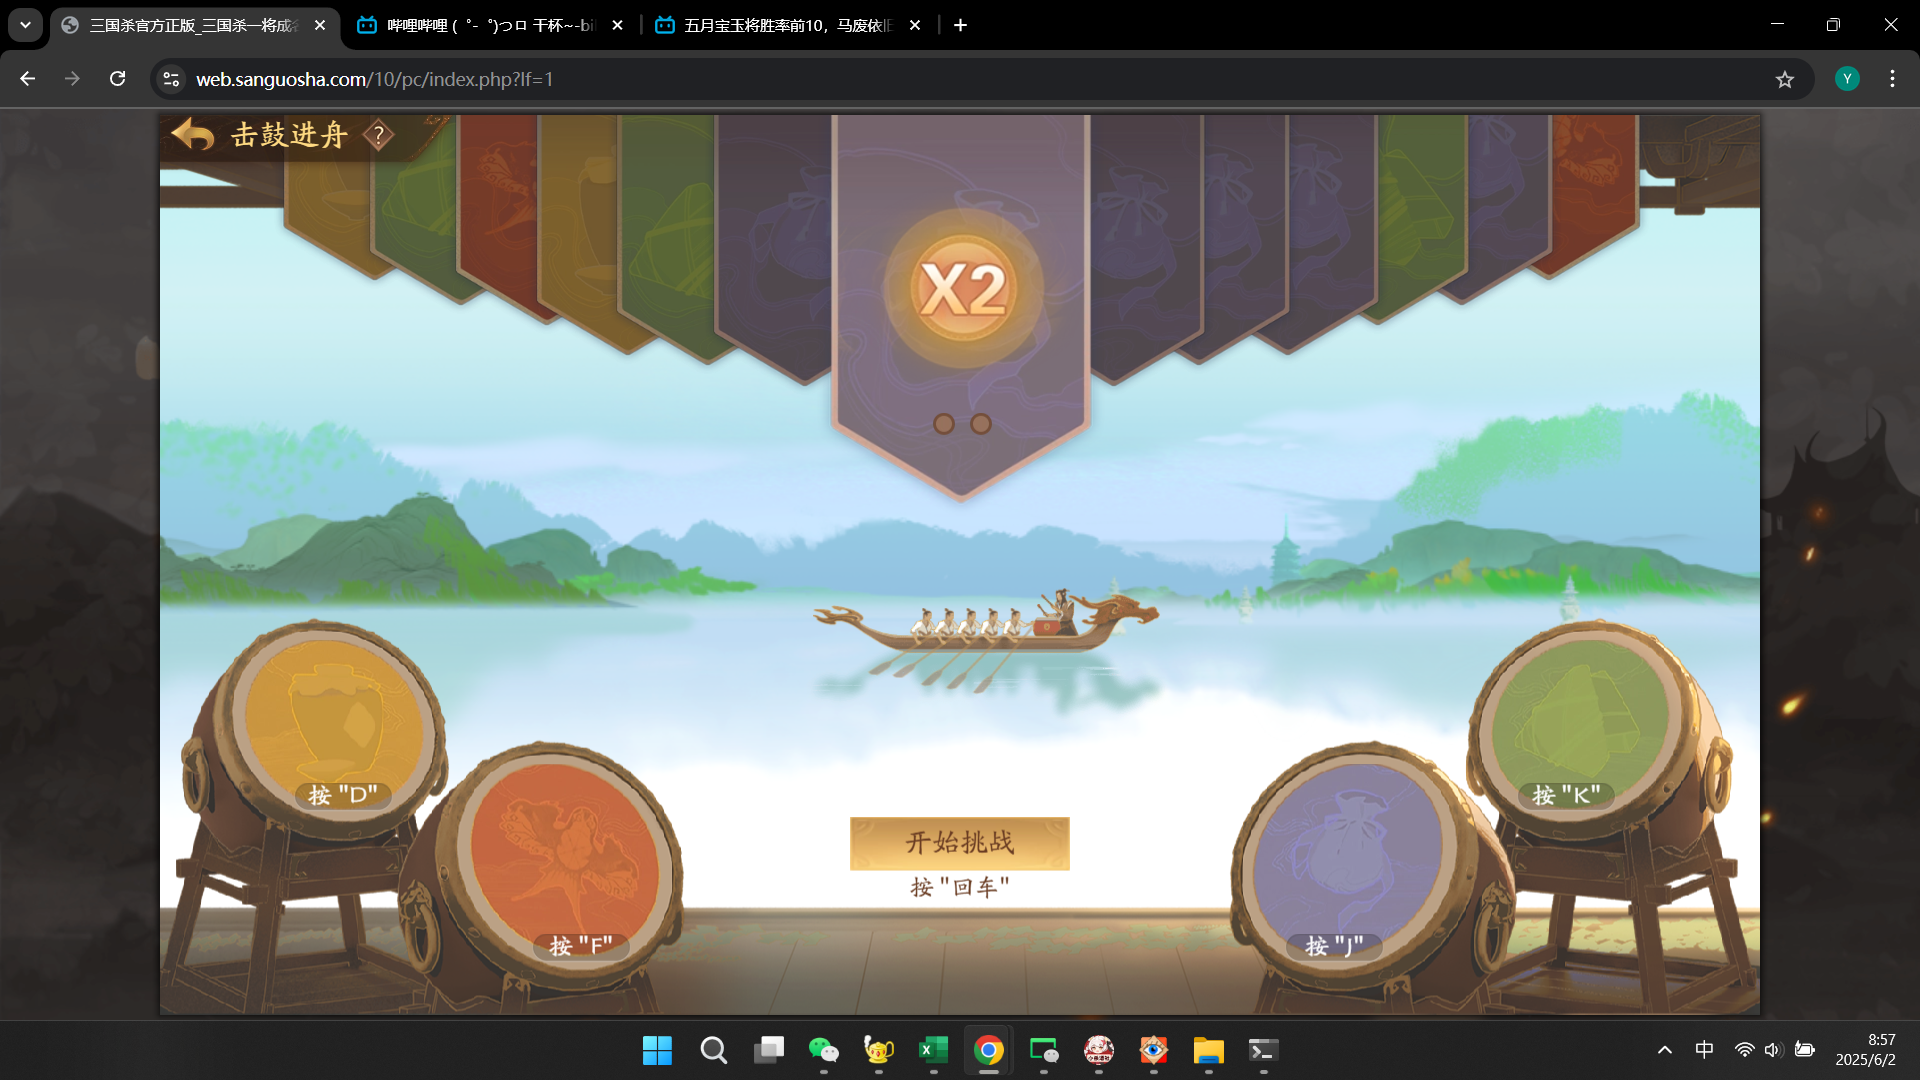 三国杀官方正版_三国杀一将成
哔哩哔哩 (゜-゜)つロ 干杯~-bi
五月宝玉将胜率前10，马废依旧
web.sanguosha.com/10/pc/index.php?lf=1
Y
击鼓进舟
?
X2
按 "D"
按 "K"
开始挑战
按 "回车"
按 "F"
按 "J"
中
8:57
2025/6/2